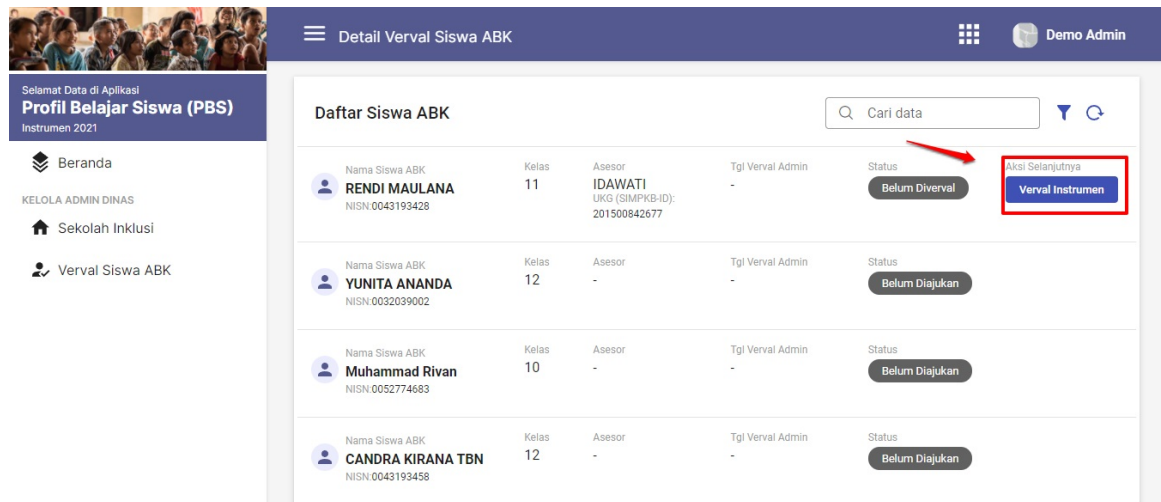 Detail Verval Siswa ABK
Demo Admin
Selamat Data di Aplikasi
Profil Belajar Siswa (PBS)
Instrumen 2021
Beranda
KELOLA ADMIN DINAS
Sekolah Inklusi
Verval Siswa ABK
Daftar Siswa ABK
Cari data
Nama Siswa ABK
RENDI MAULANA
NISN:0043193428
Kelas
11
Asesor
IDAWATI
UKG (SIMPKB-ID):
201500842677
Tgl Verval Admin
-
Status
Belum Diverval
Aksi Selanjutnya
Verval Instrumen
Nama Siswa ABK
YUNITA ANANDA
NISN:0032039002
Kelas
12
Asesor
-
Tgl Verval Admin
-
Status
Belum Diajukan
Nama Siswa ABK
Muhammad Rivan
NISN:0052774683
Kelas
10
Asesor
-
Tgl Verval Admin
-
Status
Belum Diajukan
Nama Siswa ABK
CANDRA KIRANA TBN
NISN:0043193458
Kelas
12
Asesor
-
Tgl Verval Admin
-
Status
Belum Diajukan